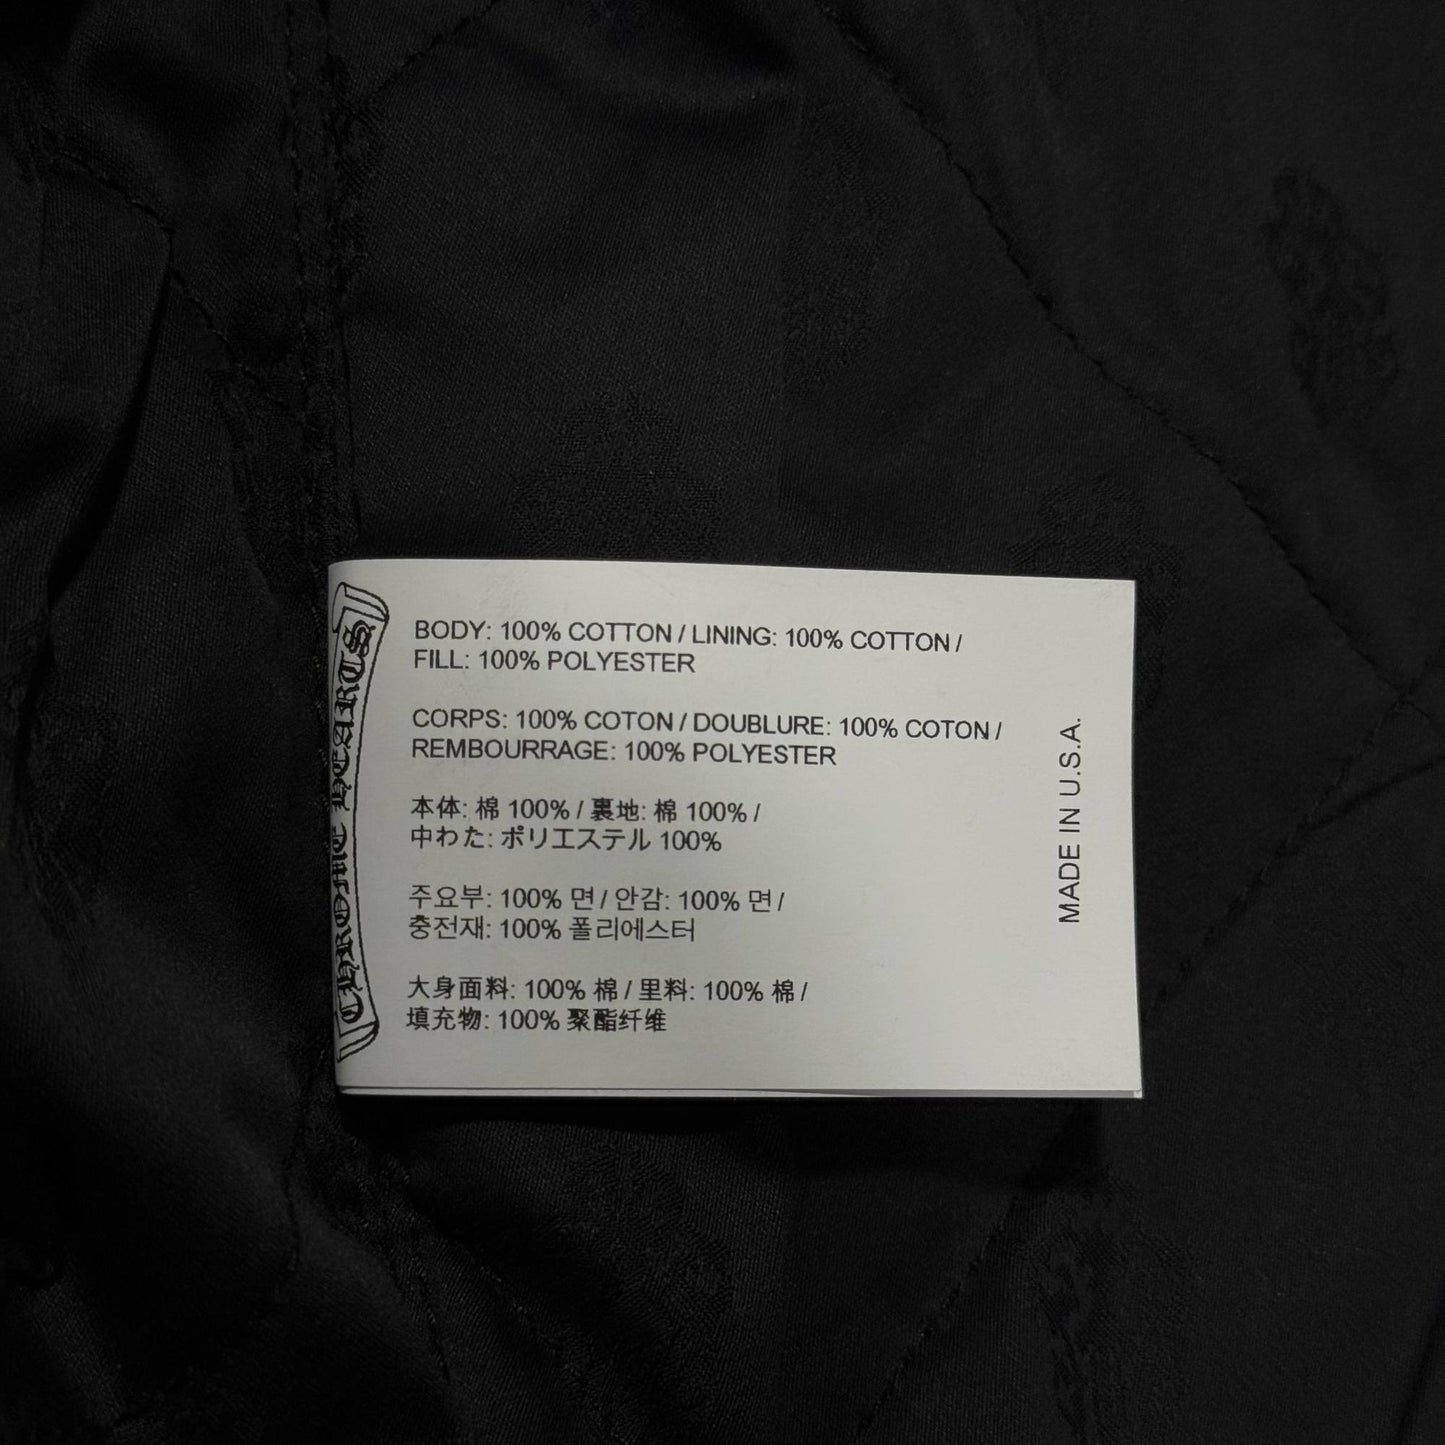 CHROME HEARTS
BODY: 100% COTTON / LINING: 100% COTTON /
FILL: 100% POLYESTER
CORPS: 100% COTON / DOUBLURE: 100% COTON /
REMBOURRAGE: 100% POLYESTER
本体: 棉 100% / 裏地: 棉 100% /
中わた: ポリエステル 100%
주요부: 100% 면 / 안감: 100% 면 /
충전재: 100% 폴리에스터
大身面料: 100% 棉 / 里料: 100% 棉 /
填充物: 100% 聚酯纤维
MADE IN U.S.A.